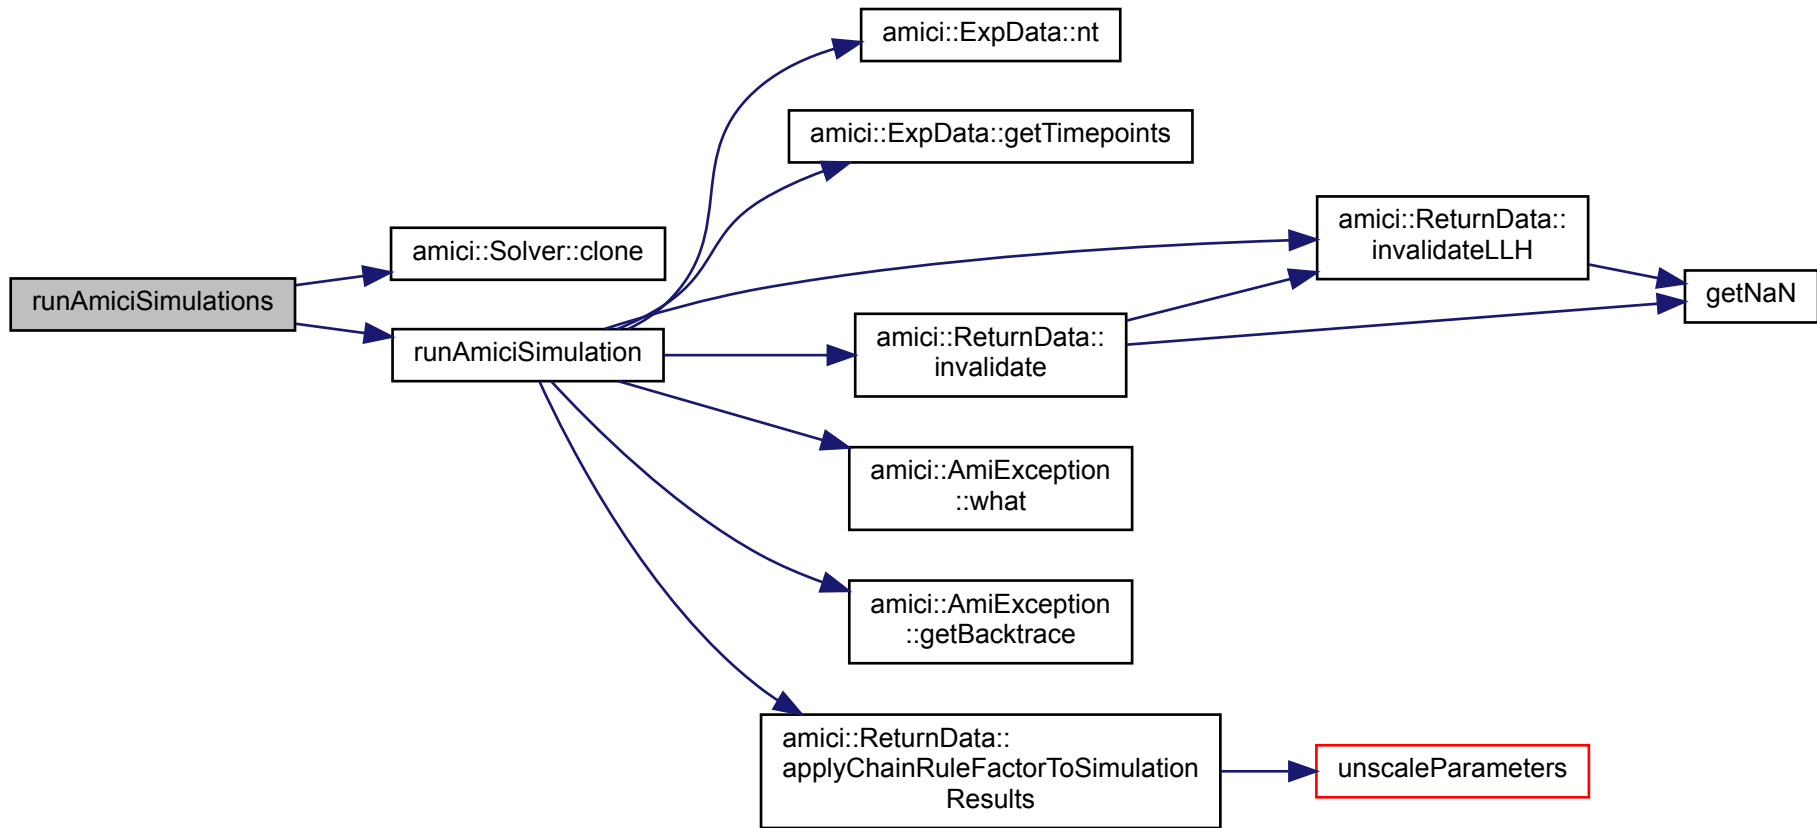 amici::ExpData::nt
amici::ExpData::getTimepoints
amici::ReturnData::
invalidateLLH
amici::Solver::clone
runAmiciSimulations
getNaN
runAmiciSimulation
amici::ReturnData::
invalidate
amici::AmiException
::what
amici::AmiException
::getBacktrace
amici::ReturnData::
applyChainRuleFactorToSimulation
Results
unscaleParameters